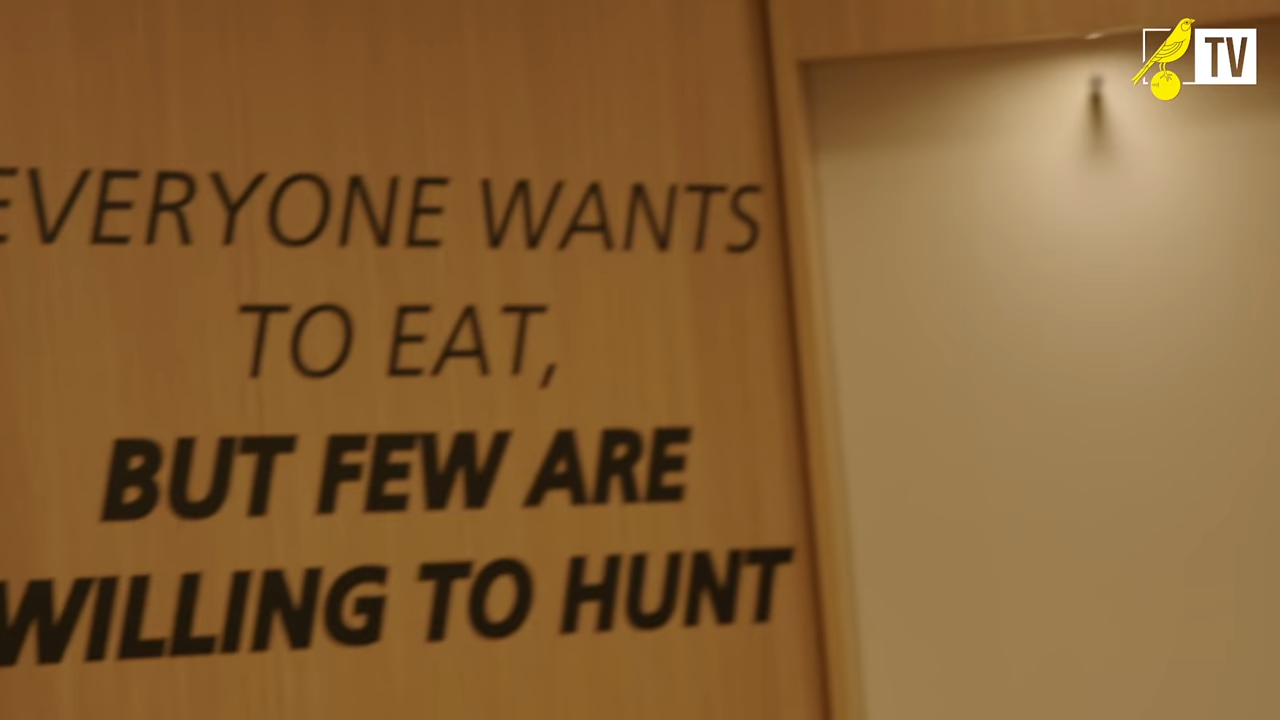 TV
EVERYONE WANTS
TO EAT,
BUT FEW ARE
WILLING TO HUNT